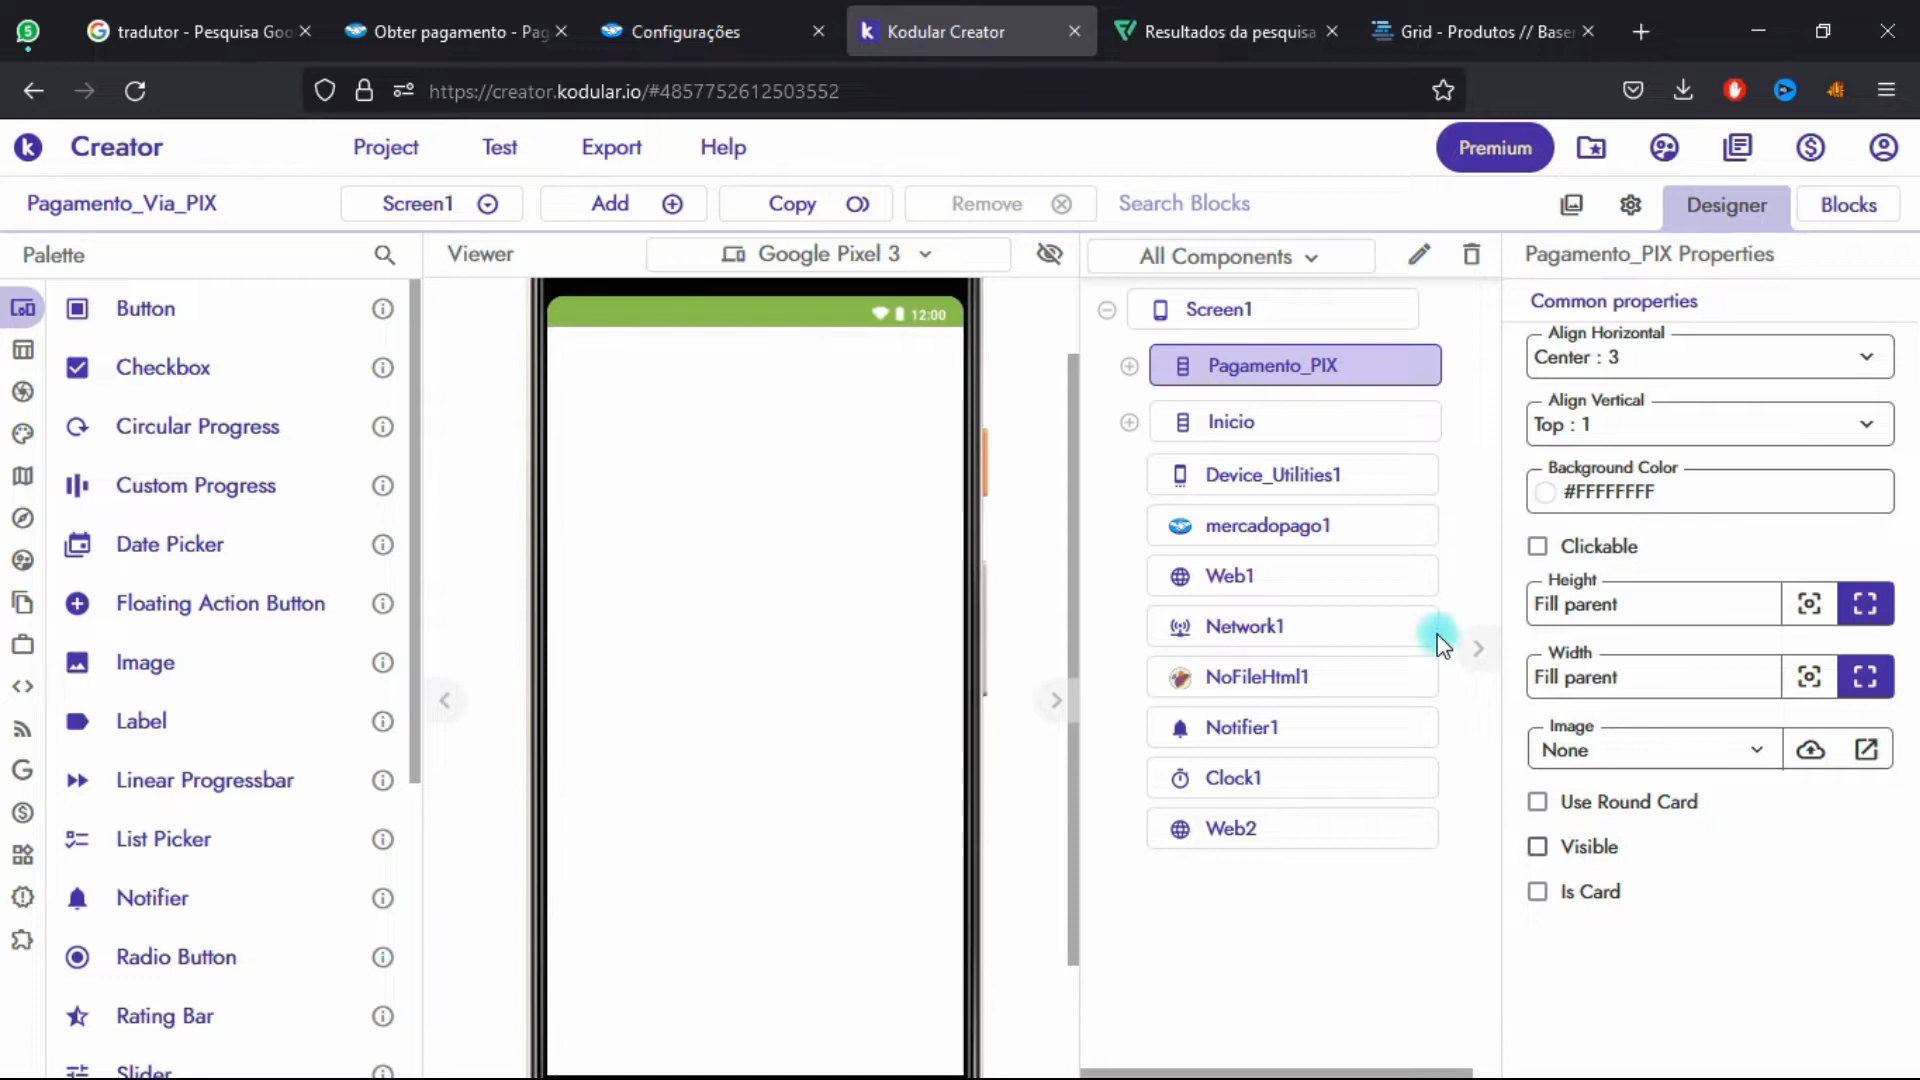 5
tradutor - Pesquisa Goo
Obter pagamento - Pag
Configurações
Kodular Creator
Resultados da pesquisa
Grid - Produtos // Baser
https://creator.kodular.io/#4857752612503552
Creator
Project
Test
Export
Help
Premium
Pagamento_Via_PIX
Screen1
Add
Copy
Remove
Search Blocks
Designer
Blocks
Palette
Viewer
Google Pixel 3
All Components
Pagamento_PIX Properties
Button
Checkbox
Circular Progress
Custom Progress
Date Picker
Floating Action Button
Image
Label
Linear Progressbar
List Picker
Notifier
Radio Button
Rating Bar
Slider
12:00
Screen1
Pagamento_PIX
Inicio
Device_Utilities1
mercadopago1
Web1
Network1
NoFileHtml1
Notifier1
Clock1
Web2
Common properties
Align Horizontal
Center : 3
Align Vertical
Top : 1
Background Color
#FFFFFFFF
Clickable
Height
Fill parent
Width
Fill parent
Image
None
Use Round Card
Visible
Is Card